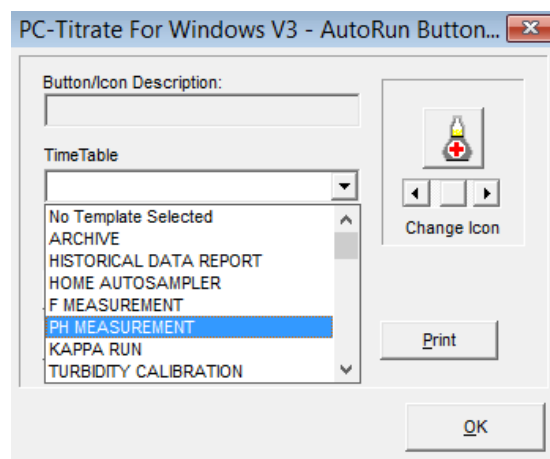 PC-Titrate For Windows V3 - AutoRun Button...
Button/Icon Description:
TimeTable
No Template Selected
ARCHIVE
HISTORICAL DATA REPORT
HOME AUTOSAMPLER
F MEASUREMENT
PH MEASUREMENT
KAPPA RUN
TURBIDITY CALIBRATION
Change Icon
Print
OK